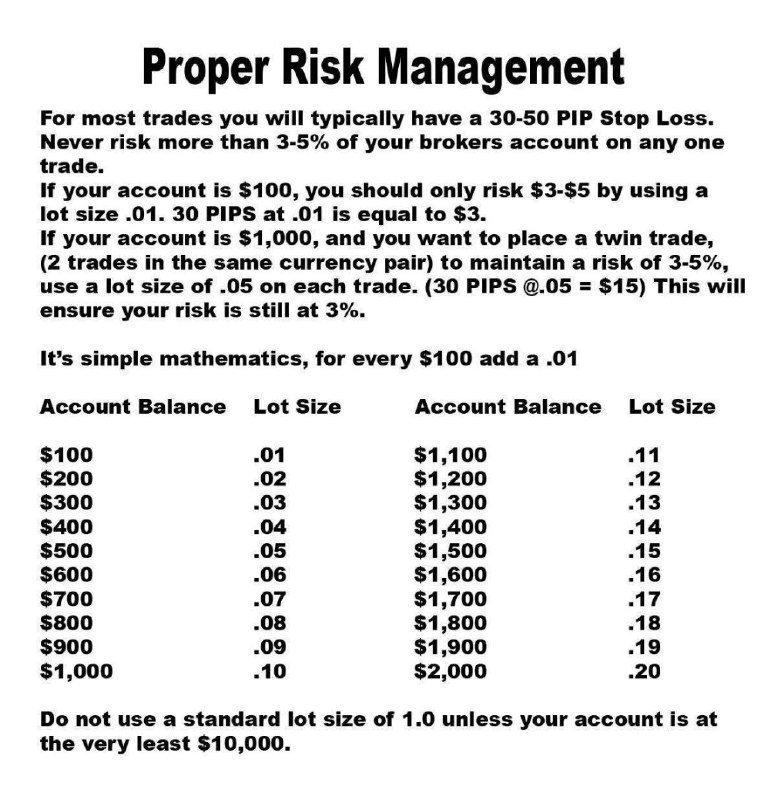 Proper Risk Management
For most trades you will typically have a 30-50 PIP Stop Loss.
Never risk more than 3-5% of your brokers account on any one
trade.
If your account is $100, you should only risk $3-$5 by using a
lot size .01. 30 PIPS at .01 is equal to $3.
If your account is $1,000, and you want to place a twin trade,
(2 trades in the same currency pair) to maintain a risk of 3-5%,
use a lot size of .05 on each trade. (30 PIPS @.05 = $15) This will
ensure your risk is still at 3%.
It's simple mathematics, for every $100 add a .01
Account Balance Lot Size Account Balance Lot Size
$100 .01 $1,100 .11
$200 .02 $1,200 .12
$300 .03 $1,300 .13
$400 .04 $1,400 .14
$500 .05 $1,500 .15
$600 .06 $1,600 .16
$700 .07 $1,700 .17
$800 .08 $1,800 .18
$900 .09 $1,900 .19
$1,000 .10 $2,000 .20
Do not use a standard lot size of 1.0 unless your account is at
the very least $10,000.